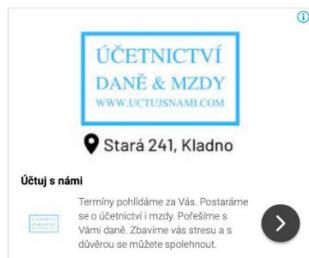 ÚČETNICTVÍ
DANĚ & MZDY
WWW.UCTUJSNAMI.COM
Stará 241, Kladno
Účtuj s námi
Termíny pohlídáme za Vás. Postaráme
se o účetnictví i mzdy. Pořešíme s
Vámi daně. Zbavíme vás stresu a s
důvěrou se můžete spolehnout.